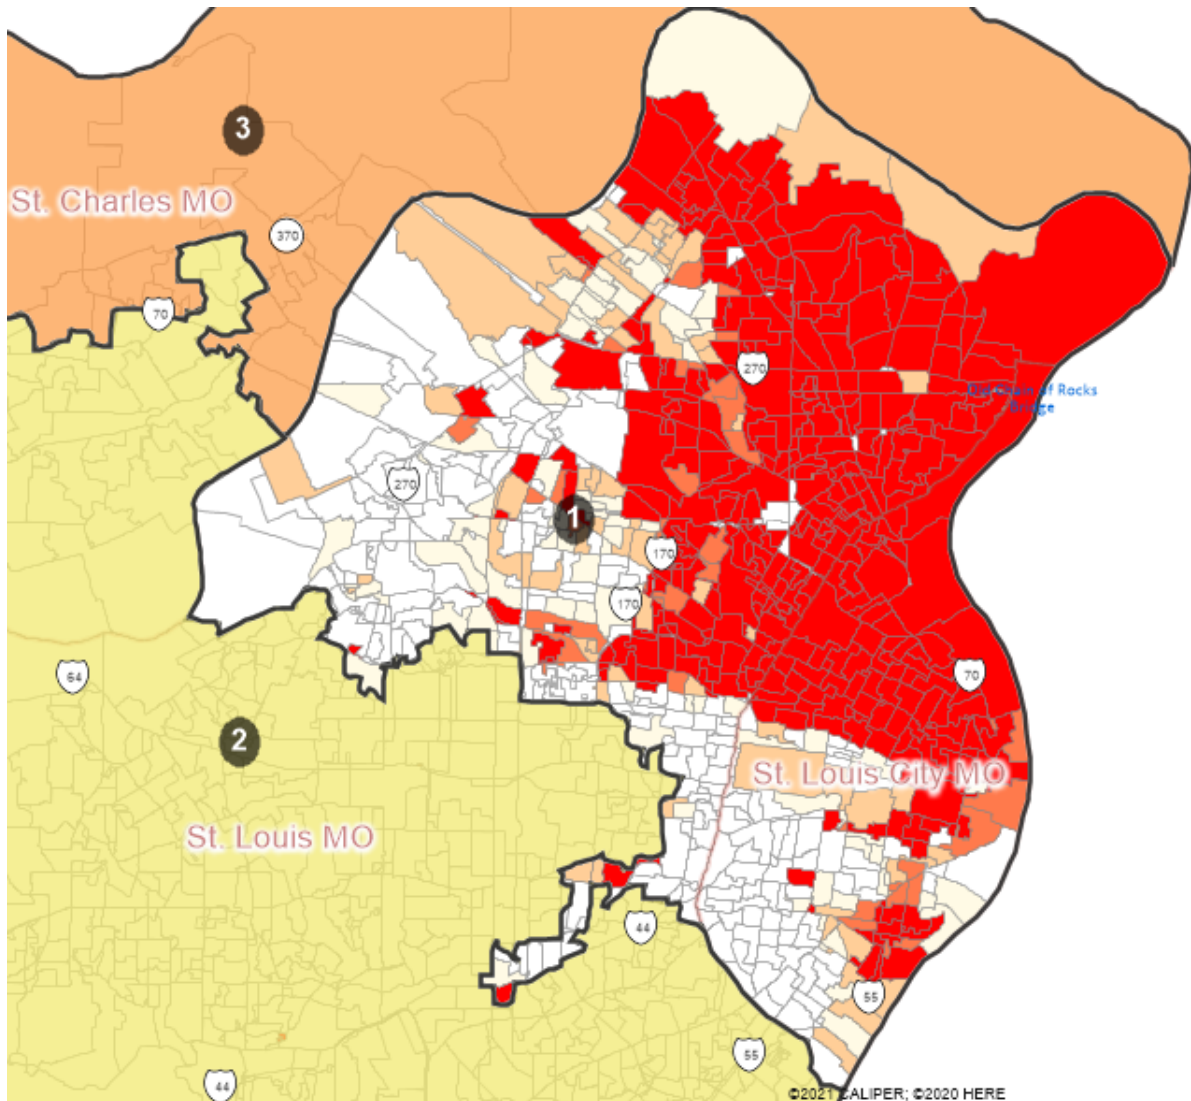 3
St. Charles MO
370
70
270
Old Chain of Rocks
Bridge
270
1
170
170
64
70
2
St. Louis City MO
St. Louis MO
44
55
55
44
©2021 CALIPER; ©2020 HERE